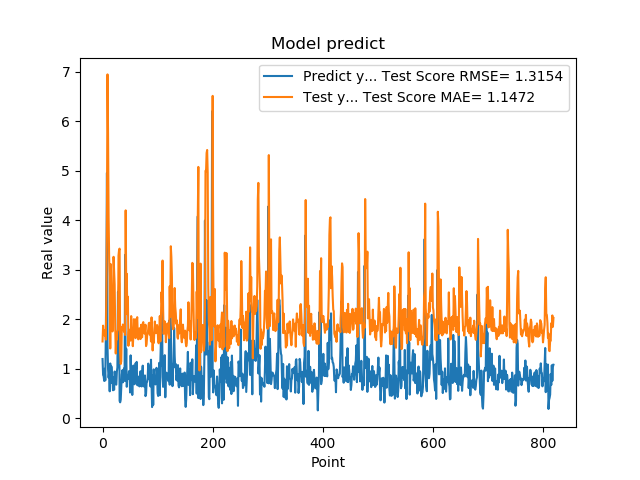 Model predict
Predict y... Test Score RMSE= 1.3154
Test y... Test Score MAE= 1.1472
7
6
5
4
3
2
1
0
Real value
0 200 400 600 800
Point